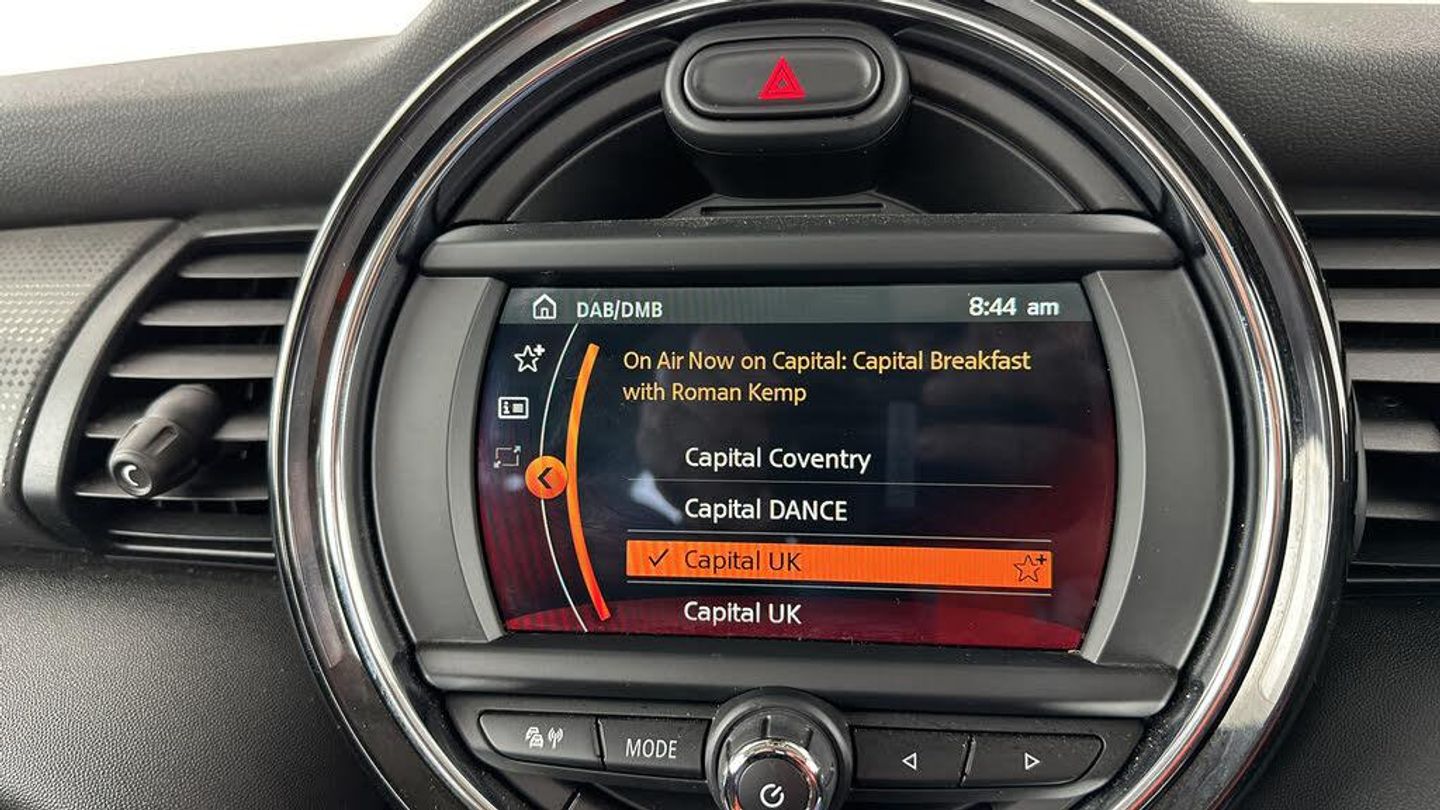 DAB/DMB 8:44 am
On Air Now on Capital: Capital Breakfast
with Roman Kemp
Capital Coventry
Capital DANCE
Capital UK
Capital UK
MODE